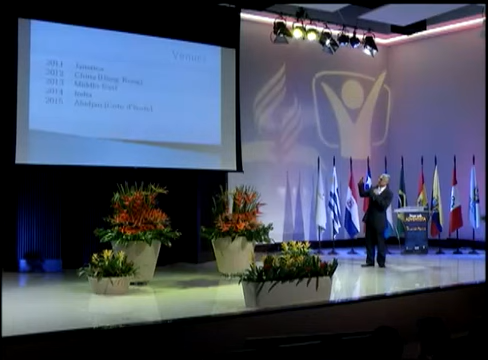 Venues
2011 Jamaica
2012 China (Hong Kong)
2013 Middle East
2014 India
2015 Abidjan (Cote d'Ivoire)